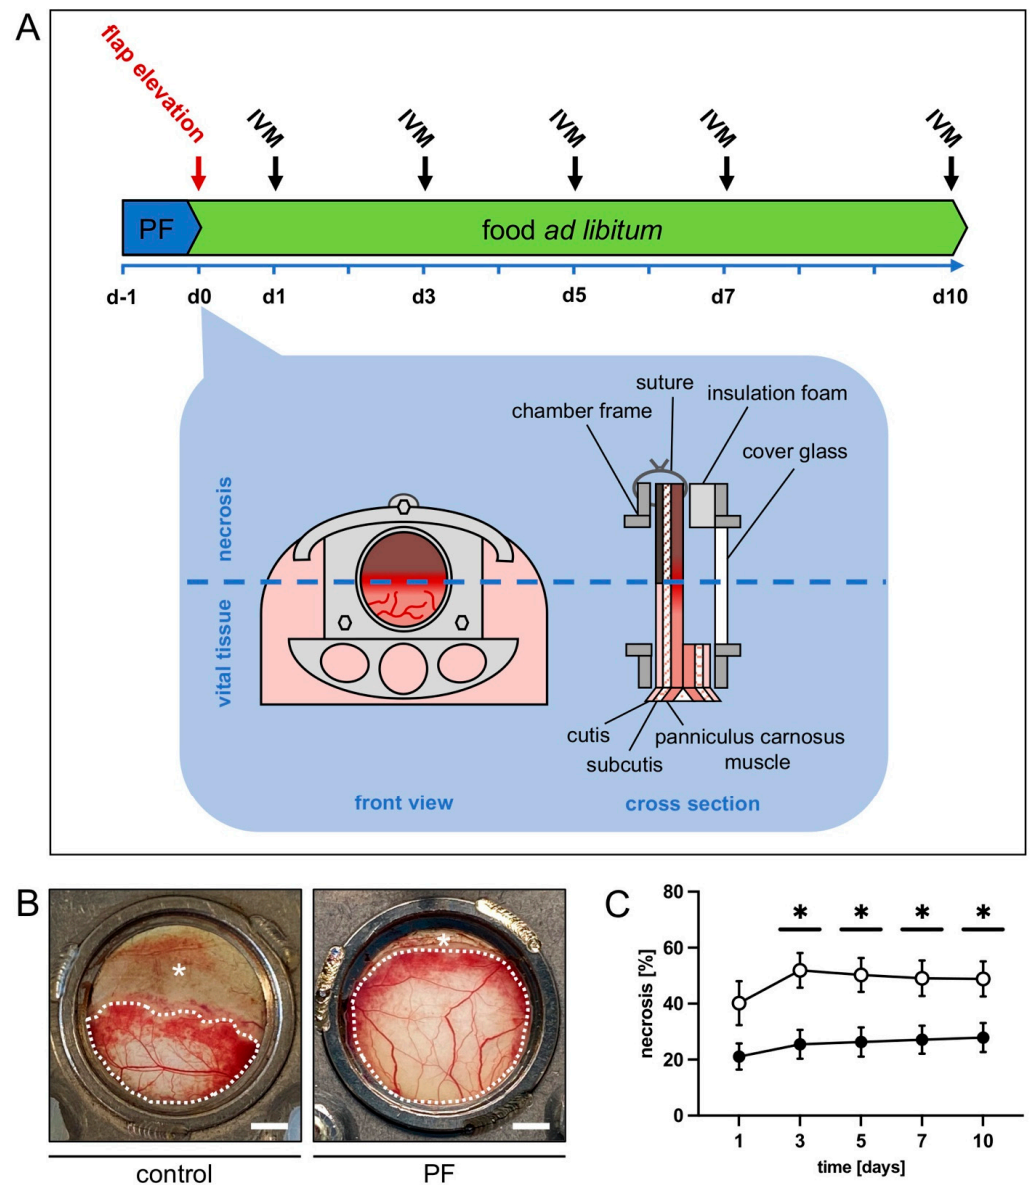 A
flap elevation
IVM
IVM
IVM
IVM
IVM
PF
food ad libitum
d-1
d0
d1
d3
d5
d7
d10
suture
insulation foam
chamber frame
cover glass
necrosis
vital tissue
cutis
panniculus carnosus
muscle
subcutis
front view
cross section
B
*
*
control
PF
C
80
60
40
20
0
necrosis [%]
*
*
*
*
1
3
5
7
10
time [days]